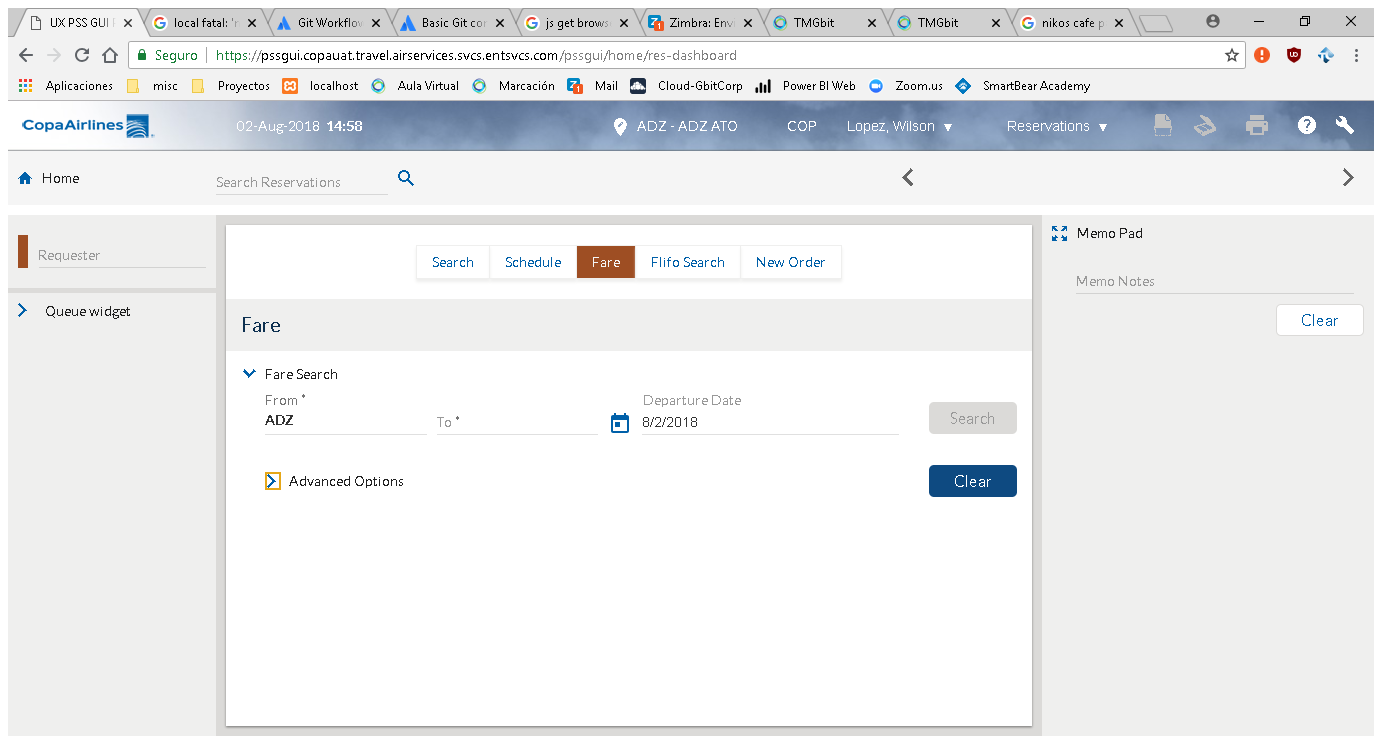 UX PSS GUI
local fatal: 'n
Git Workflov
Basic Git cor
js get brows
Zimbra: Env
TMGbit
TMGbit
nikos cafe p
Seguro https://pssgui.copauat.travel.airservices.svcs.entsvcs.com/pssgui/home/res-dashboard
Aplicaciones misc Proyectos localhost Aula Virtual Marcación Mail Cloud-GbitCorp Power BI Web Zoom.us SmartBear Academy
CopaAirlines 02-Aug-2018 14:58 ADZ - ADZ ATO COP Lopez, Wilson Reservations
Home Search Reservations
Requester
Queue widget
Search Schedule Fare Flifo Search New Order
Fare
Fare Search
From *
ADZ
To *
Departure Date
8/2/2018
Search
Advanced Options
Clear
Memo Pad
Memo Notes
Clear